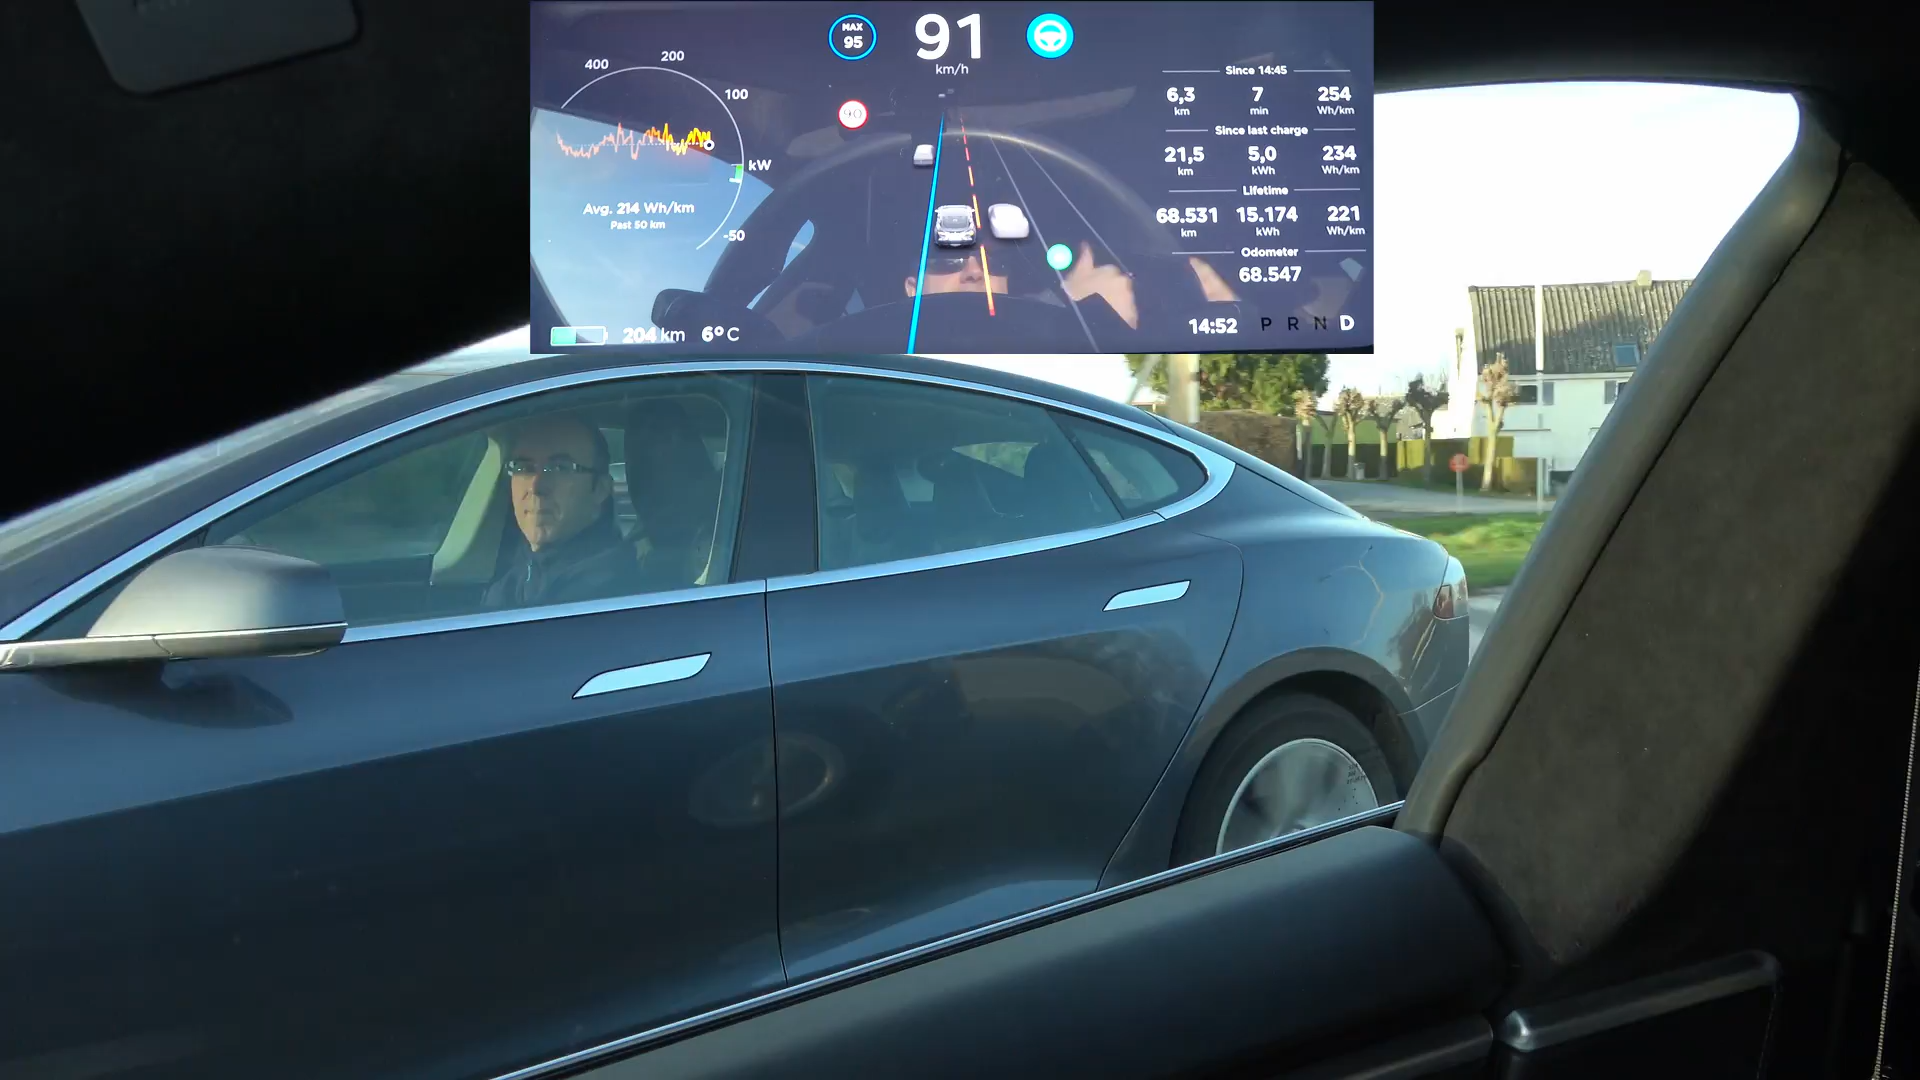 400
200
100
kW
-50
Avg. 214 Wh/km
Past 50 km
204 km 6° C
MAX
95
91
km/h
90
Since 14:45
6,3 7 254
km min Wh/km
Since last charge
21,5 5,0 234
km kWh Wh/km
Lifetime
68.531 15.174 221
km kWh Wh/km
Odometer
68.547
14:52 P R N D